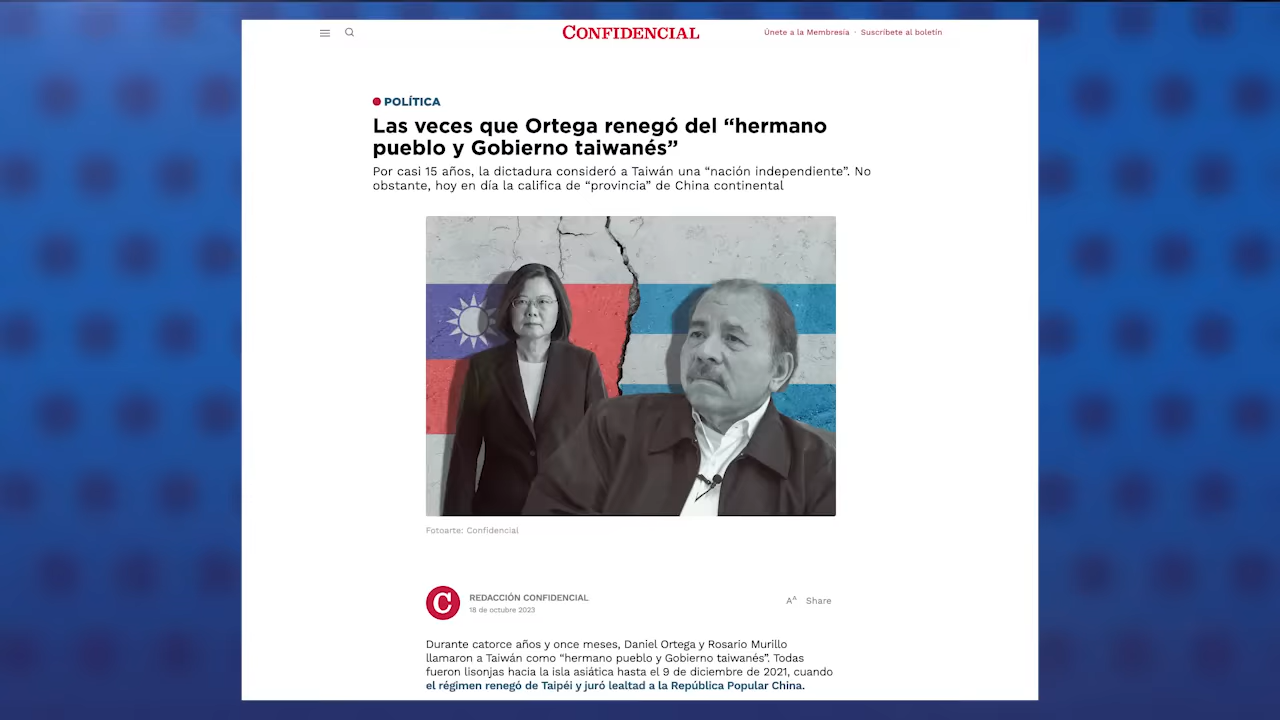 CONFIDENCIAL
Únete a la Membresía · Suscríbete al boletín
POLÍTICA
Las veces que Ortega renegó del “hermano
pueblo y Gobierno taiwanés”
Por casi 15 años, la dictadura consideró a Taiwán una “nación independiente”. No
obstante, hoy en día la califica de “provincia” de China continental
Fotoarte: Confidencial
C
REDACCIÓN CONFIDENCIAL
18 de octubre 2023
AA Share
Durante catorce años y once meses, Daniel Ortega y Rosario Murillo
llamaron a Taiwán como “hermano pueblo y Gobierno taiwanés”. Todas
fueron lisonjas hacia la isla asiática hasta el 9 de diciembre de 2021, cuando
el régimen renegó de Taipéi y juró lealtad a la República Popular China.